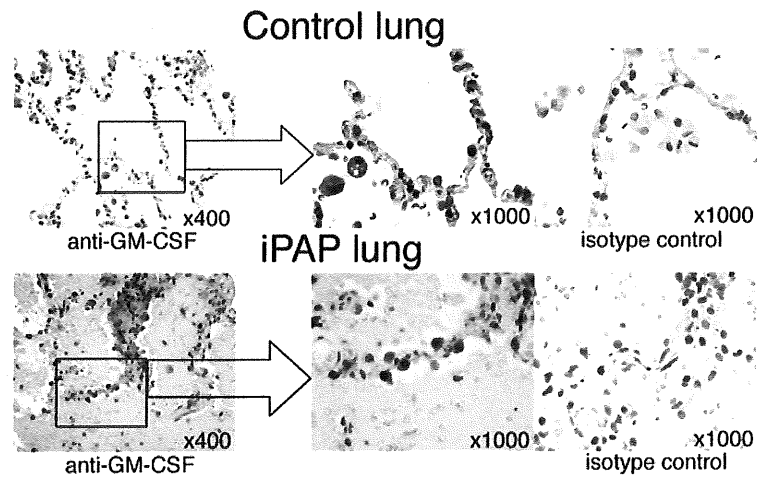 Control lung
x400
x1000
x1000
anti-GM-CSF
isotype control
iPAP lung
x400
x1000
x1000
anti-GM-CSF
isotype control